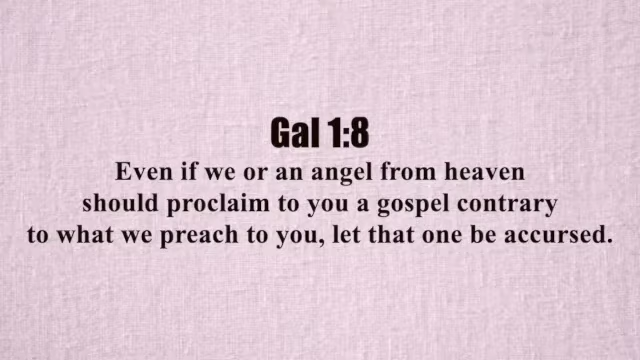 Gal 1:8
Even if we or an angel from heaven
should proclaim to you a gospel contrary
to what we preach to you, let that one be accursed.